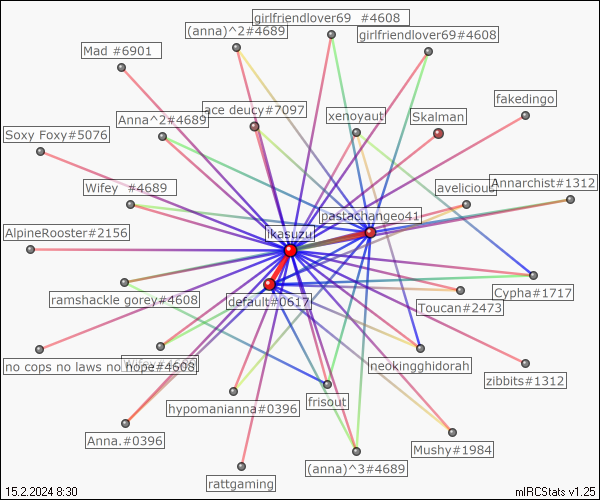 girlfriendlover69 #4608
(anna)^2#4689
girlfriendlover69#4608
Mad #6901
fakedingo
ace deucy#7097
xenoyaut
Skalman
Anna^2#4689
Soxy Foxy#5076
Wifey #4689
avelicious
Annarchist#1312
pastachangeo41
ikasuzu
AlpineRooster#2156
Cypha#1717
ramshackle gorey#4608
default#0617
Toucan#2473
no cops no laws no hope#4608
neokingghidorah
zibbits#1312
hypomanianna#0396
frisout
Anna.#0396
Mushy#1984
(anna)^3#4689
rattgaming
15.2.2024 8:30
mIRCStats v1.25